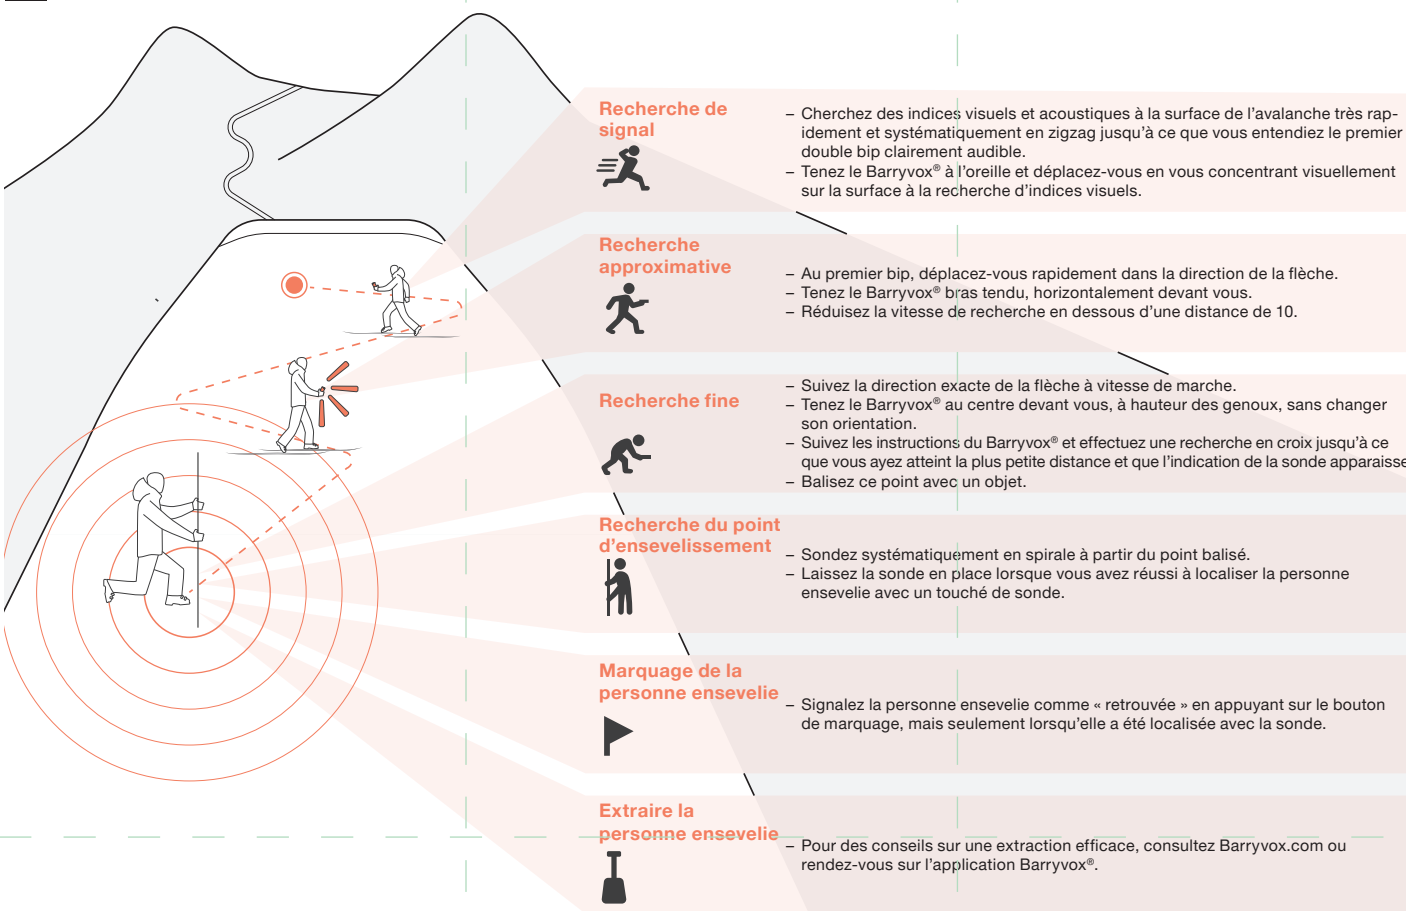 Recherche de
signal
– Cherchez des indices visuels et acoustiques à la surface de l’avalanche très rap-
idement et systématiquement en zigzag jusqu’à ce que vous entendiez le premier
double bip clairement audible.
– Tenez le Barryvox® à l’oreille et déplacez-vous en vous concentrant visuellement
sur la surface à la recherche d’indices visuels.
Recherche
approximative
– Au premier bip, déplacez-vous rapidement dans la direction de la flèche.
– Tenez le Barryvox® bras tendu, horizontalement devant vous.
– Réduisez la vitesse de recherche en dessous d’une distance de 10.
Recherche fine
– Suivez la direction exacte de la flèche à vitesse de marche.
– Tenez le Barryvox® au centre devant vous, à hauteur des genoux, sans changer
son orientation.
– Suivez les instructions du Barryvox® et effectuez une recherche en croix jusqu’à ce
que vous ayez atteint la plus petite distance et que l’indication de la sonde apparaisse
– Balisez ce point avec un objet.
Recherche du point
d’ensevelissement
– Sondez systématiquement en spirale à partir du point balisé.
– Laissez la sonde en place lorsque vous avez réussi à localiser la personne
ensevelie avec un touché de sonde.
Marquage de la
personne ensevelie
– Signalez la personne ensevelie comme « retrouvée » en appuyant sur le bouton
de marquage, mais seulement lorsqu’elle a été localisée avec la sonde.
Extraire la
personne ensevelie
– Pour des conseils sur une extraction efficace, consultez Barryvox.com ou
rendez-vous sur l’application Barryvox®.